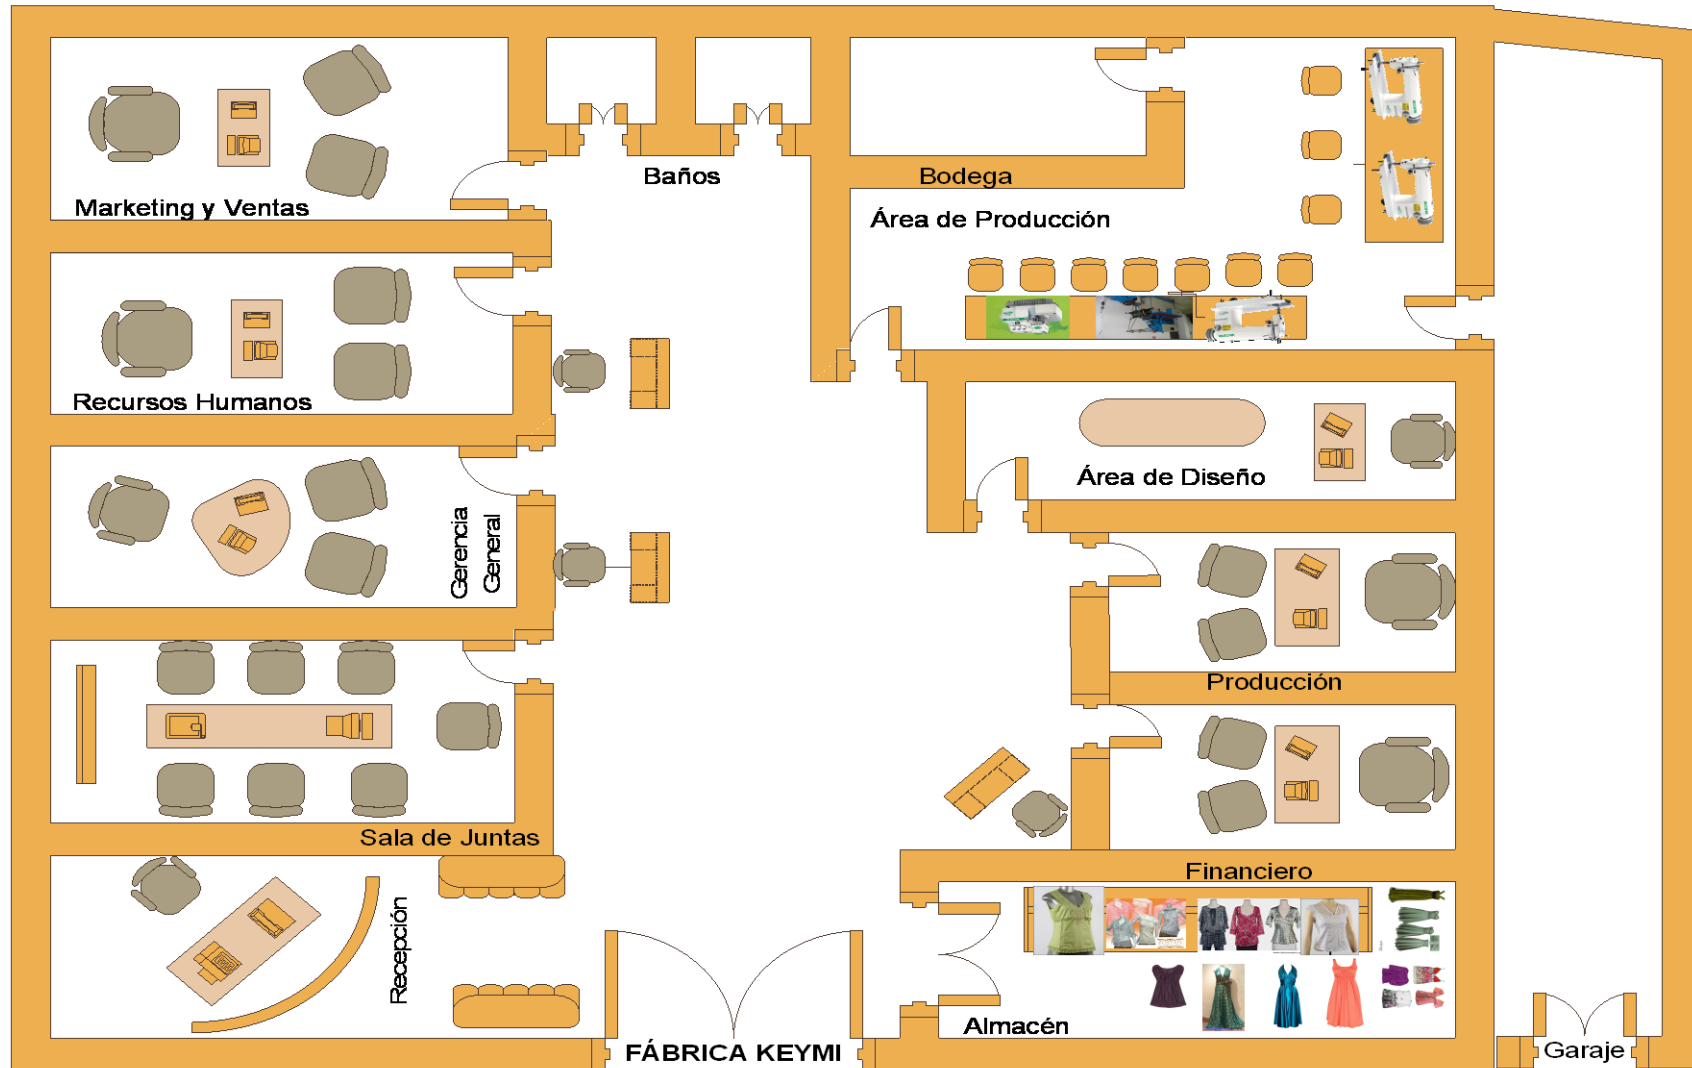 Baños
Bodega
Marketing y Ventas
Área de Producción
Recursos Humanos
Área de Diseño
Gerencia
General
Producción
Sala de Juntas
Financiero
Recepción
Almacén
FÁBRICA KEYMI
Garaje